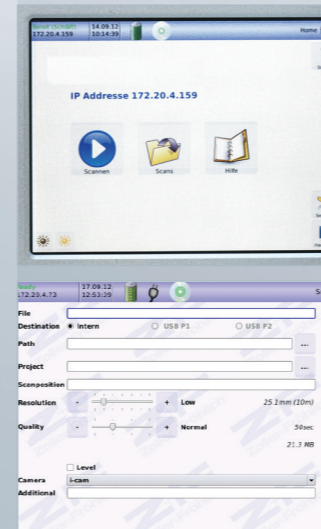 172.20.4.159
14.09.12
10:14:39
Home
IP Addresse 172.20.4.159
Scannen
Scans
Hilfe
172.20.4.73
17.09.12
12:53:39
File
Destination Intern USB P1 USB P2
Path ...
Project ...
Scanposition
Resolution - + Low 25.1mm (10m)
Quality - + Normal 50sec
21.3 MB
Level
Camera i-cam
Additional